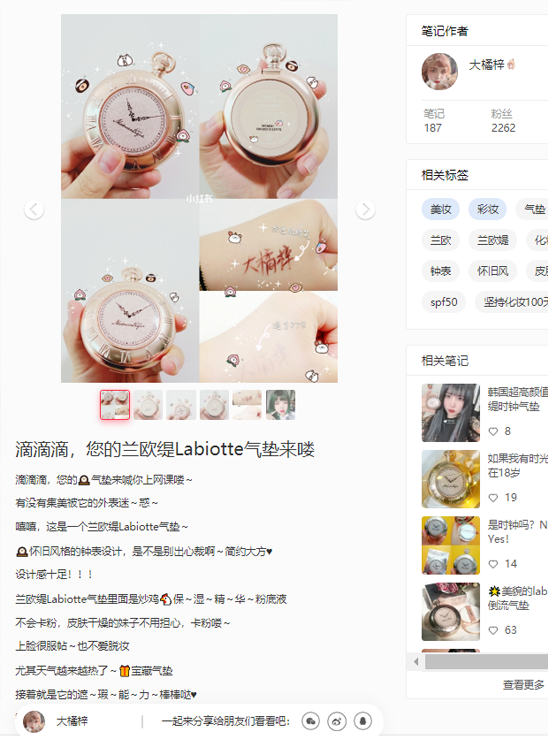 小红书
大橘梓
滴滴滴，您的兰欧缇Labiotte气垫来喽
滴滴滴，您的🕰气垫来喊你上网课喽～
有没有集美被它的外表迷～惑～
嘻嘻，这是一个兰欧缇Labiotte气垫～
🕰怀旧风格的钟表设计，是不是别出心裁啊～简约大方♥
设计感十足！！！
兰欧缇Labiotte气垫里面是炒鸡🐔保～湿～精～华～粉底液
不会卡粉，皮肤干燥的妹子不用担心，卡粉喽～
上脸很服帖～也不爱脱妆
尤其天气越来越热了～🎁宝藏气垫
接着就是它的遮～瑕～能～力～棒棒哒♥
大橘梓
一起来分享给朋友们看看吧：
笔记作者
大橘梓
笔记 粉丝
187 2262
相关标签
美妆 彩妆 气垫
兰欧 兰欧缇
钟表 怀旧风
spf50 坚持化妆100天
相关笔记
韩国超高颜值
缇时钟气垫
8
如果我有时光
在18岁
19
是时钟吗？N
Yes！
14
💥美貌的lab
倒流气垫
63
查看更多